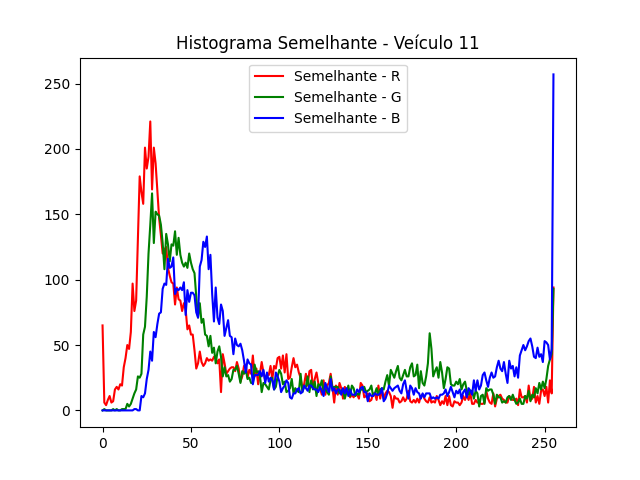 Histograma Semelhante - Veículo 11
Semelhante - R
Semelhante - G
Semelhante - B
250
200
150
100
50
0
0 50 100 150 200 250